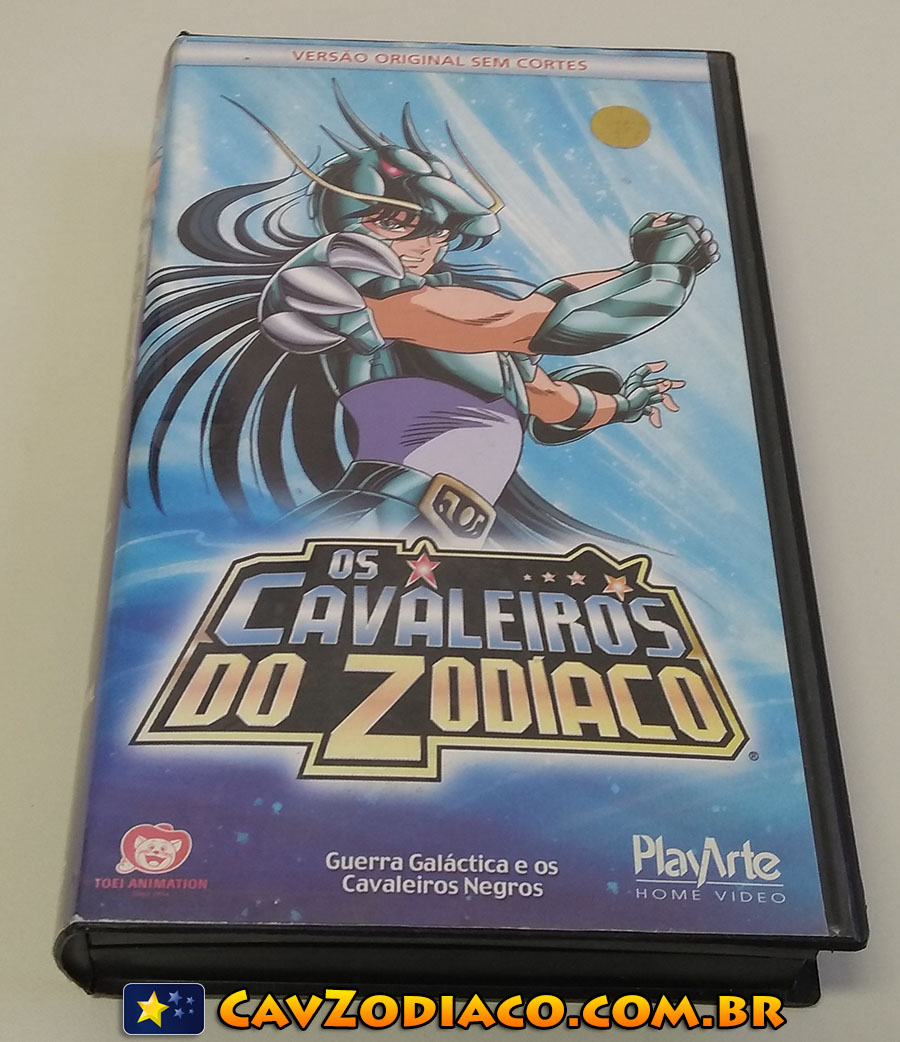 VERSÃO ORIGINAL SEM CORTES
OS
CAVALEIROS
DO ZODÍACO
®
Guerra Galáctica e os
Cavaleiros Negros
TOEI ANIMATION
PlayArte
HOME VIDEO
CAVZODIACO.COM.BR